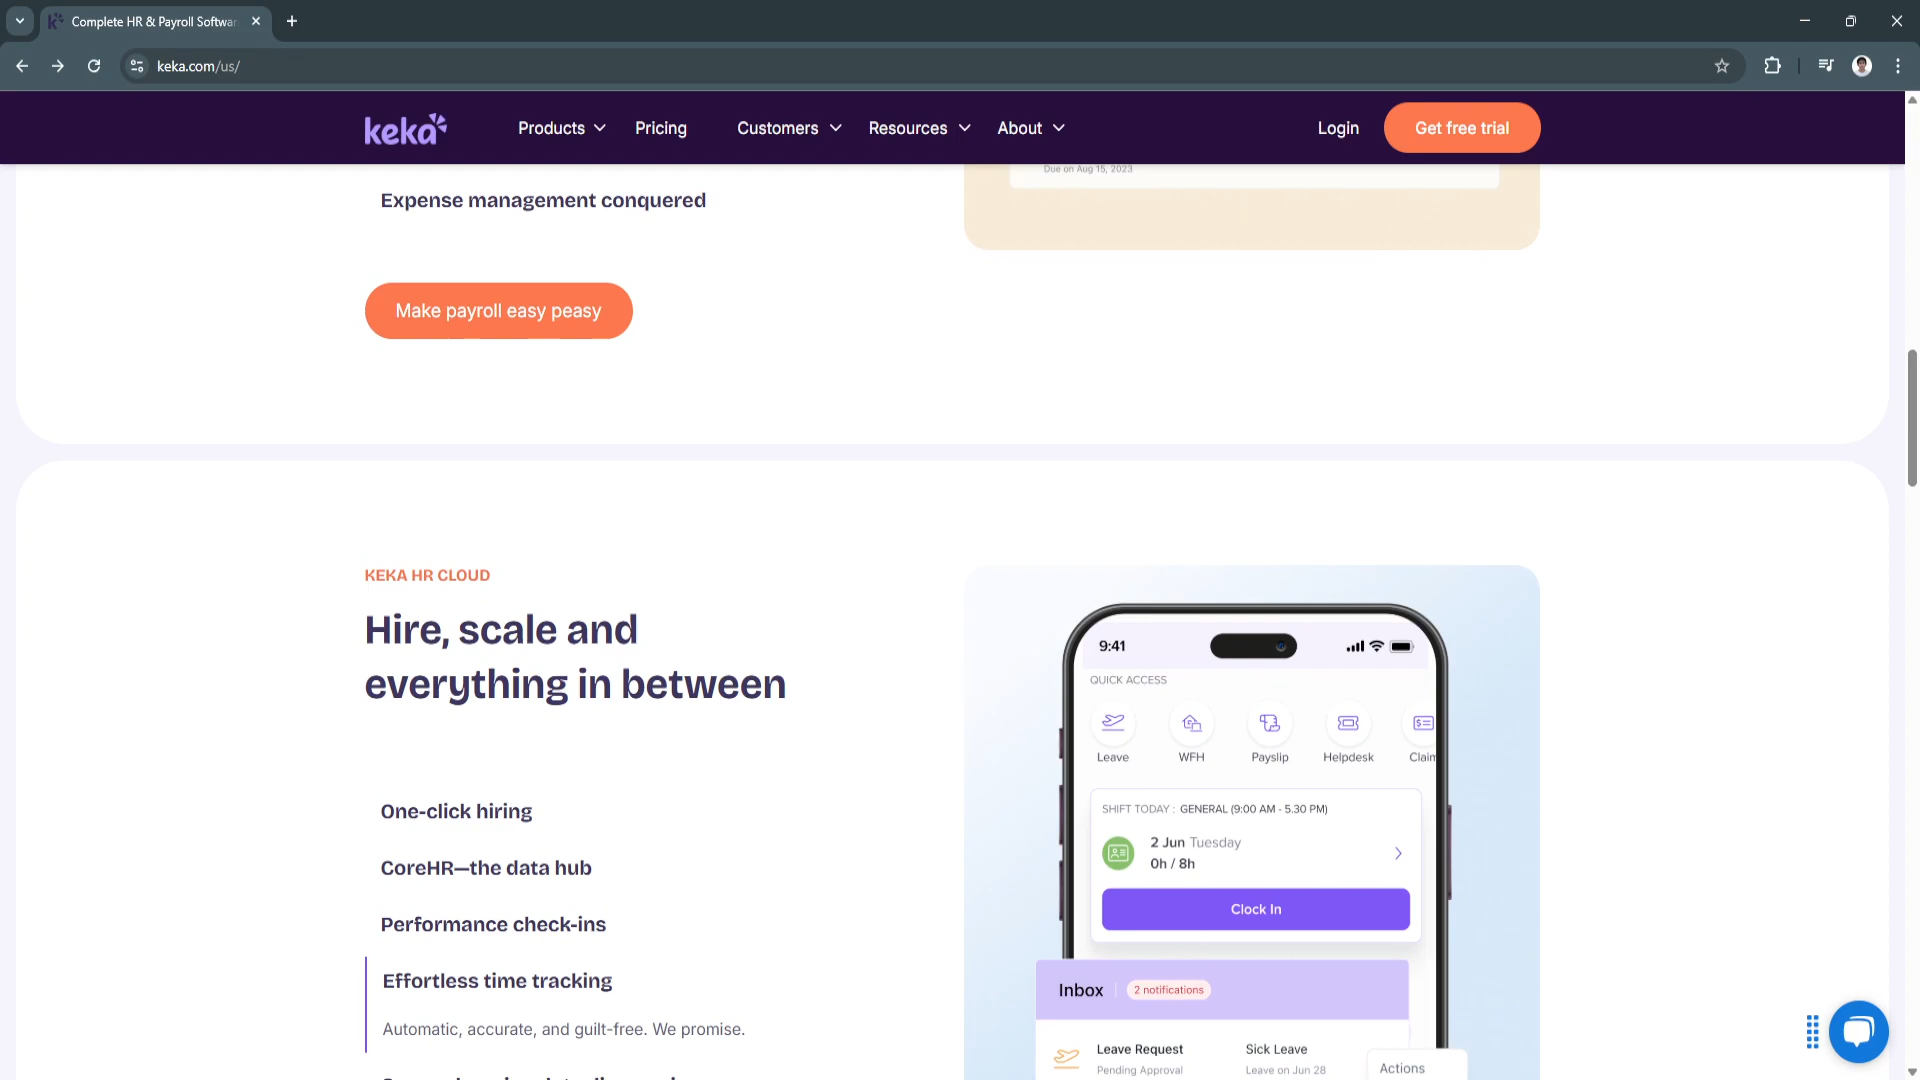 Complete HR & Payroll Softwar
keka.com/us/
keka
Products
Pricing
Customers
Resources
About
Login
Get free trial
Due on Aug 15, 2023
Expense management conquered
Make payroll easy peasy
KEKA HR CLOUD
Hire, scale and
everything in between
One-click hiring
CoreHR—the data hub
Performance check-ins
Effortless time tracking
Automatic, accurate, and guilt-free. We promise.
9:41
QUICK ACCESS
Leave
WFH
Payslip
Helpdesk
Claim
SHIFT TODAY : GENERAL (9:00 AM - 5.30 PM)
2 Jun Tuesday
0h / 8h
Clock In
Inbox
2 notifications
Leave Request
Pending Approval
Sick Leave
Leave on Jun 28
Actions